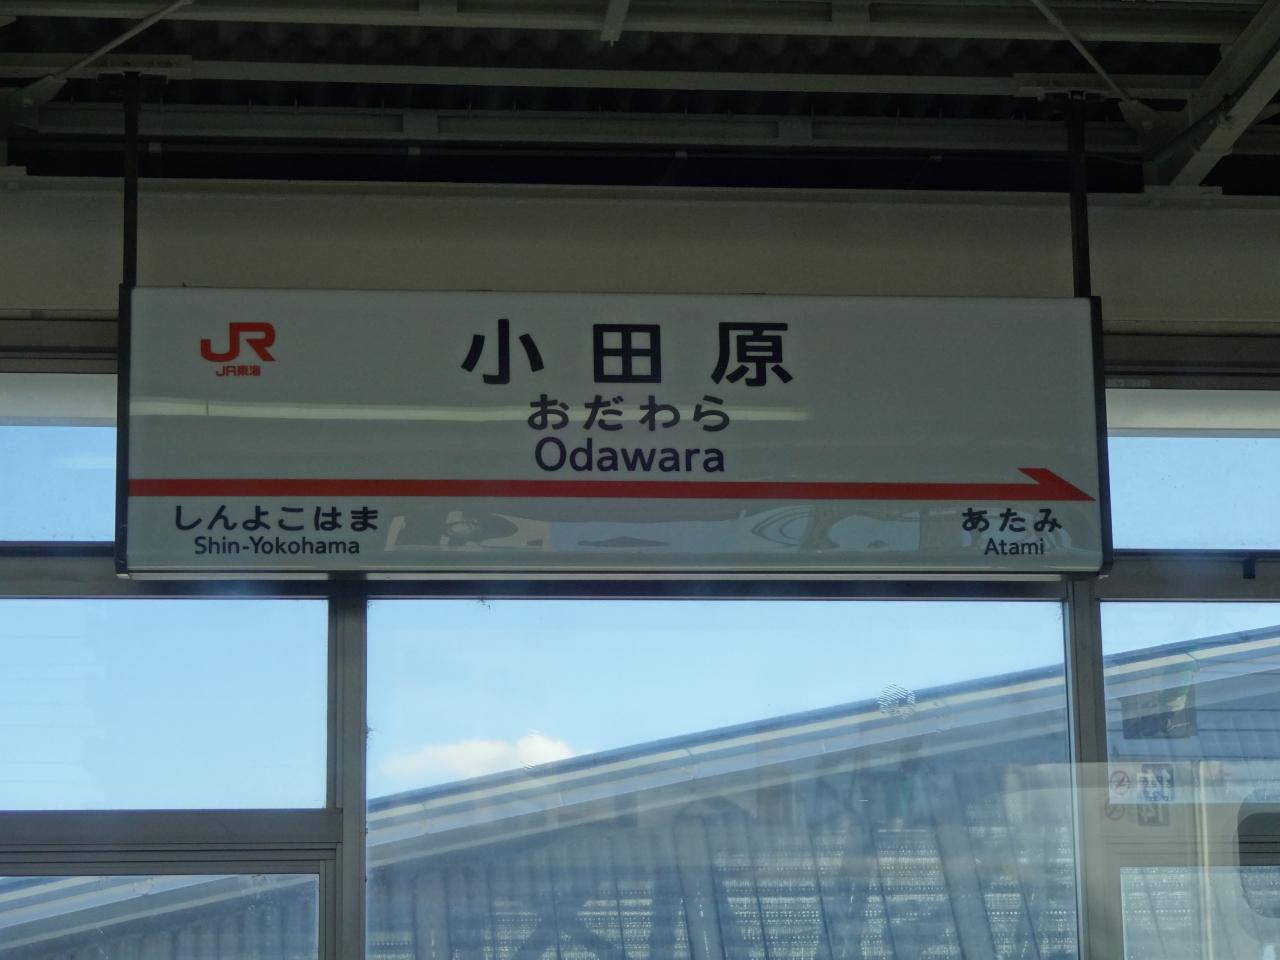 JR
JR東海
小田原
おだわら
Odawara
しんよこはま
Shin-Yokohama
あたみ
Atami